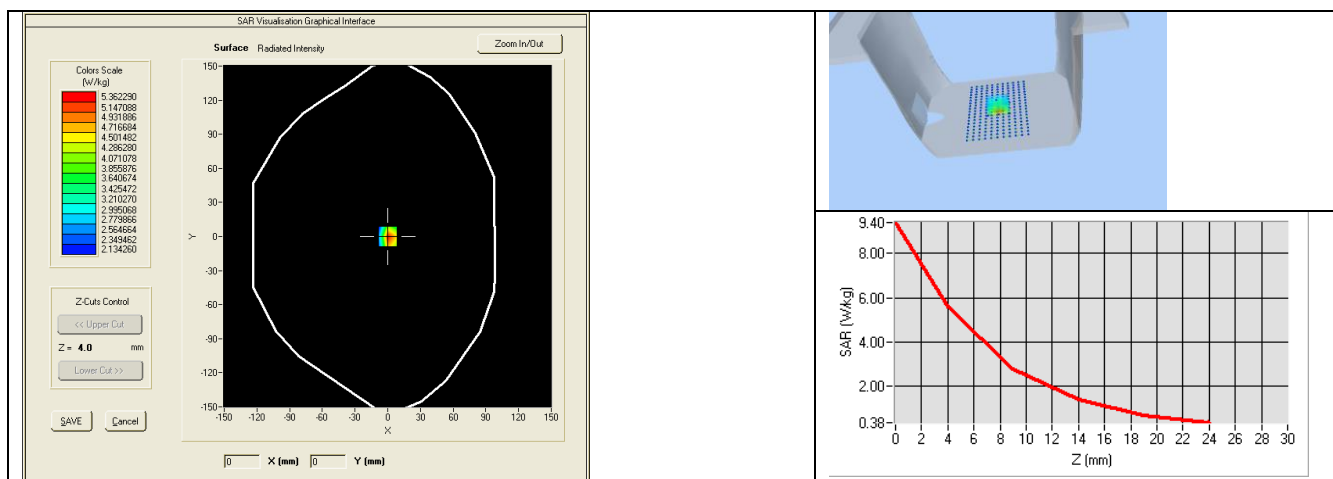 SAR Visualisation Graphical Interface
Surface Radiated Intensity
Zoom In/Out
Colors Scale
(W/kg)
5.362290
5.147088
4.931886
4.716684
4.501482
4.286280
4.071078
3.855876
3.640674
3.425472
3.210270
2.995068
2.779866
2.564664
2.349462
2.134260
Z-Cuts Control
<< Upper Cut
Z = 4.0 mm
Lower Cut >>
SAVE Cancel
150
120
90
60
30
0
-30
-60
-90
-120
-150
Y
-150 -120 -90 -60 -30 0 30 60 90 120 150
X
0 X (mm) 0 Y (mm)
9.40
8.00
6.00
4.00
2.00
0.38
SAR (W/kg)
0 2 4 6 8 10 12 14 16 18 20 22 24 26 28 30
Z (mm)